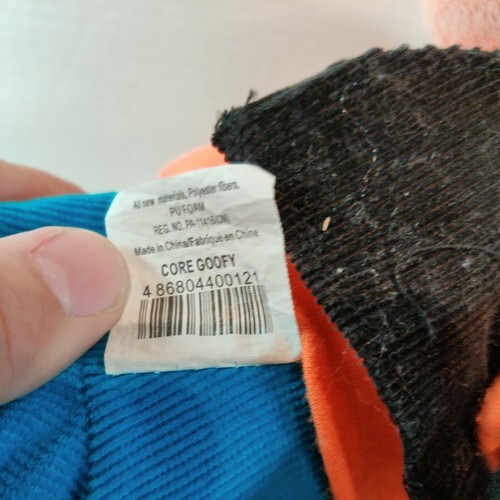 All new materials, Polyester fibers,
PU FOAM
REG. NO. PA-11416(CN)
Made in China/Fabriqué en Chine
CORE GOOFY
4 86804400121